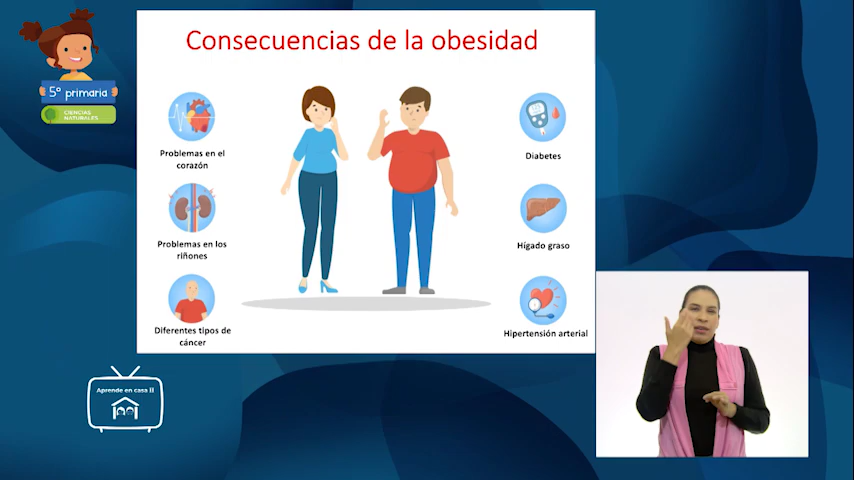 Consecuencias de la obesidad
5° primaria
CIENCIAS
NATURALES
Problemas en el
corazón
Problemas en los
riñones
Diferentes tipos de
cáncer
Diabetes
Hígado graso
Hipertensión arterial
Aprende en casa II